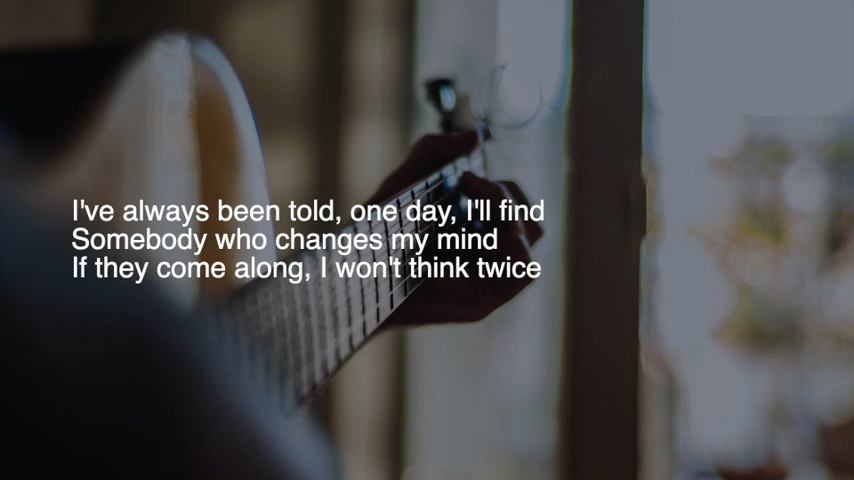 I've always been told, one day, I'll find
Somebody who changes my mind
If they come along, I won't think twice